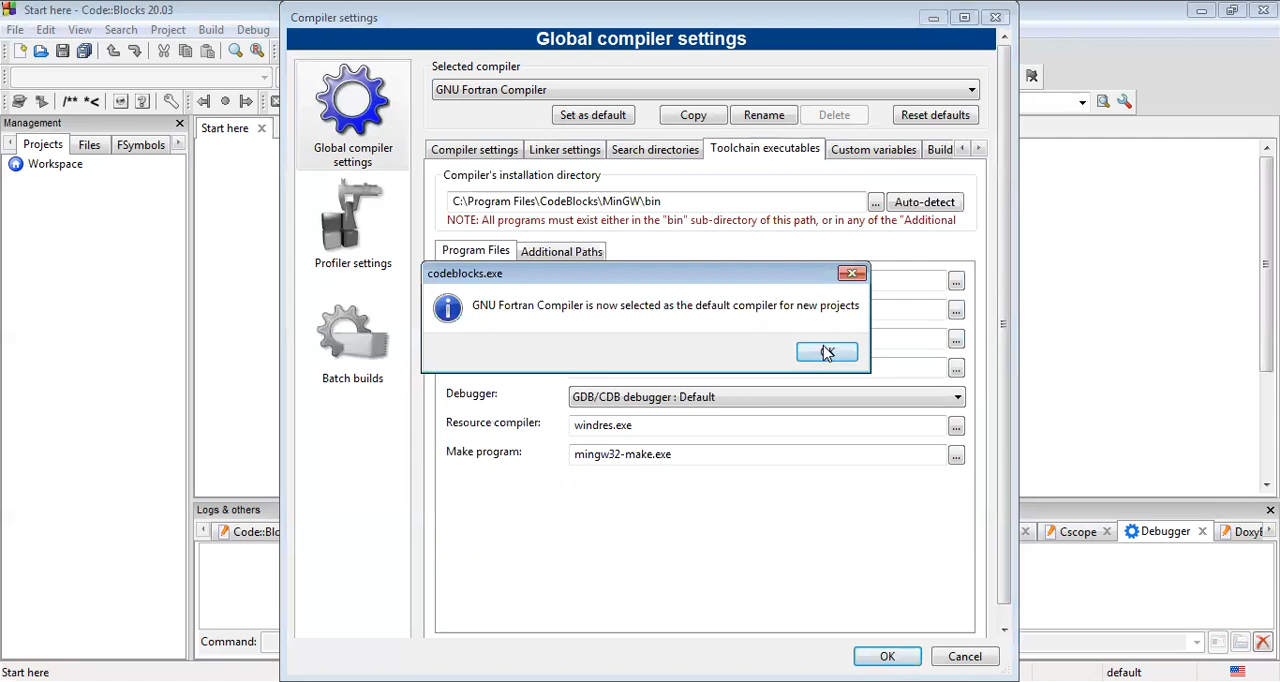 Start here - Code::Blocks 20.03
File Edit View Search Project Build Debug
/** *<
Management
Projects Files FSymbols
Workspace
Start here
Compiler settings
Global compiler settings
Global compiler
settings
Profiler settings
Batch builds
Selected compiler
GNU Fortran Compiler
Set as default Copy Rename Delete Reset defaults
Compiler settings Linker settings Search directories Toolchain executables Custom variables Build
Compiler's installation directory
C:\Program Files\CodeBlocks\MinGW\bin ... Auto-detect
NOTE: All programs must exist either in the "bin" sub-directory of this path, or in any of the "Additional
Program Files Additional Paths
...
...
...
...
codeblocks.exe
GNU Fortran Compiler is now selected as the default compiler for new projects
Debugger: GDB/CDB debugger : Default
Resource compiler: windres.exe ...
Make program: mingw32-make.exe ...
OK Cancel
Logs & others
Code::Blo
Cscope Debugger DoxyB
Command:
Start here
default